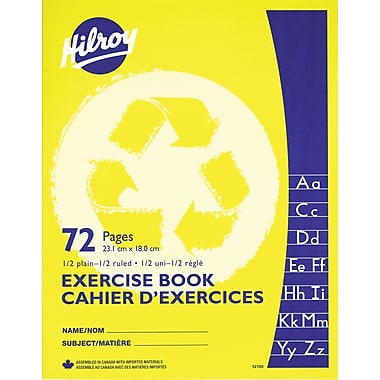 Hilroy
72 Pages
23.1 cm x 18.0 cm
1/2 plain–1/2 ruled • 1/2 uni–1/2 réglé
EXERCISE BOOK
CAHIER D'EXERCICES
NAME/NOM
SUBJECT/MATIÈRE
ASSEMBLED IN CANADA WITH IMPORTED MATERIALS
ASSEMBLÉ AU CANADA AVEC DES MATIÈRES IMPORTÉS
12150
Aa
Cc
Dd
Ee Ff
Hh Ii
Kk Mm
Yy Zz